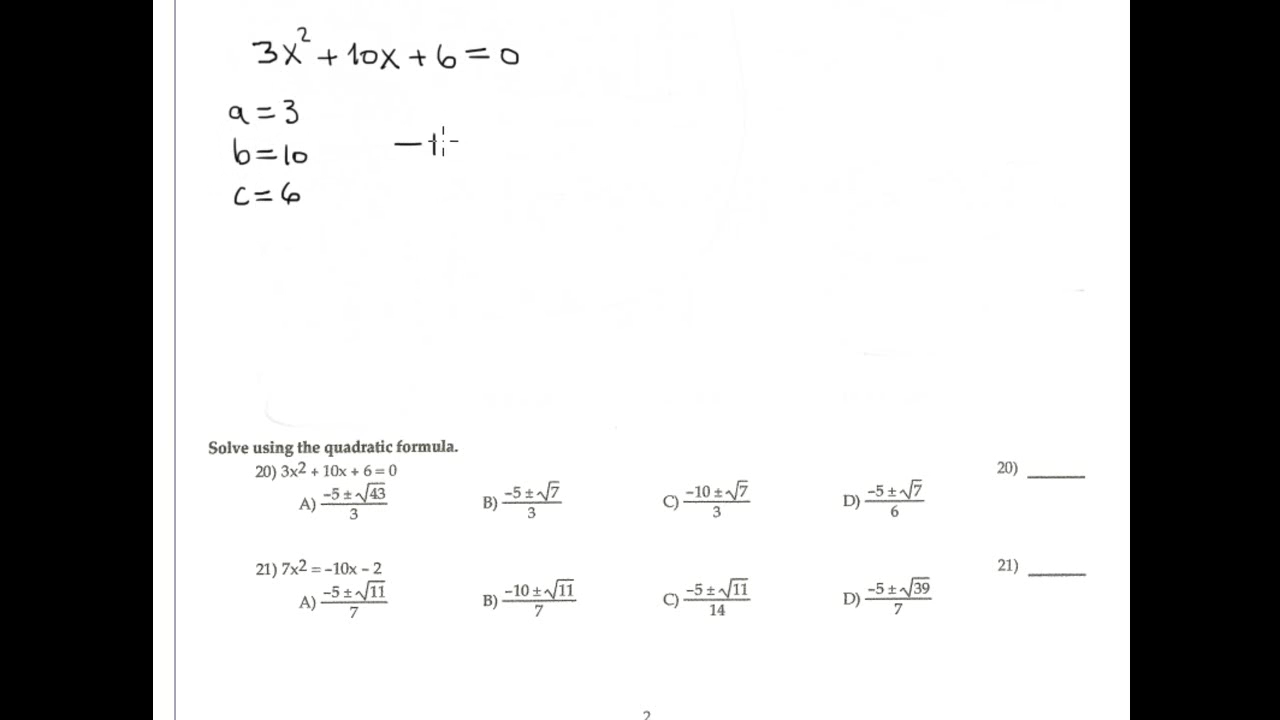 3x² + 10x + 6 = 0
a = 3
b = 10
c = 6
Solve using the quadratic formula.
20) 3x2 + 10x + 6 = 0
20) ______
A) (−5 ± √43)/3 B) (−5 ± √7)/3 C) (−10 ± √7)/3 D) (−5 ± √7)/6
21) 7x2 = −10x − 2
21) ______
A) (−5 ± √11)/7 B) (−10 ± √11)/7 C) (−5 ± √11)/14 D) (−5 ± √39)/7
2